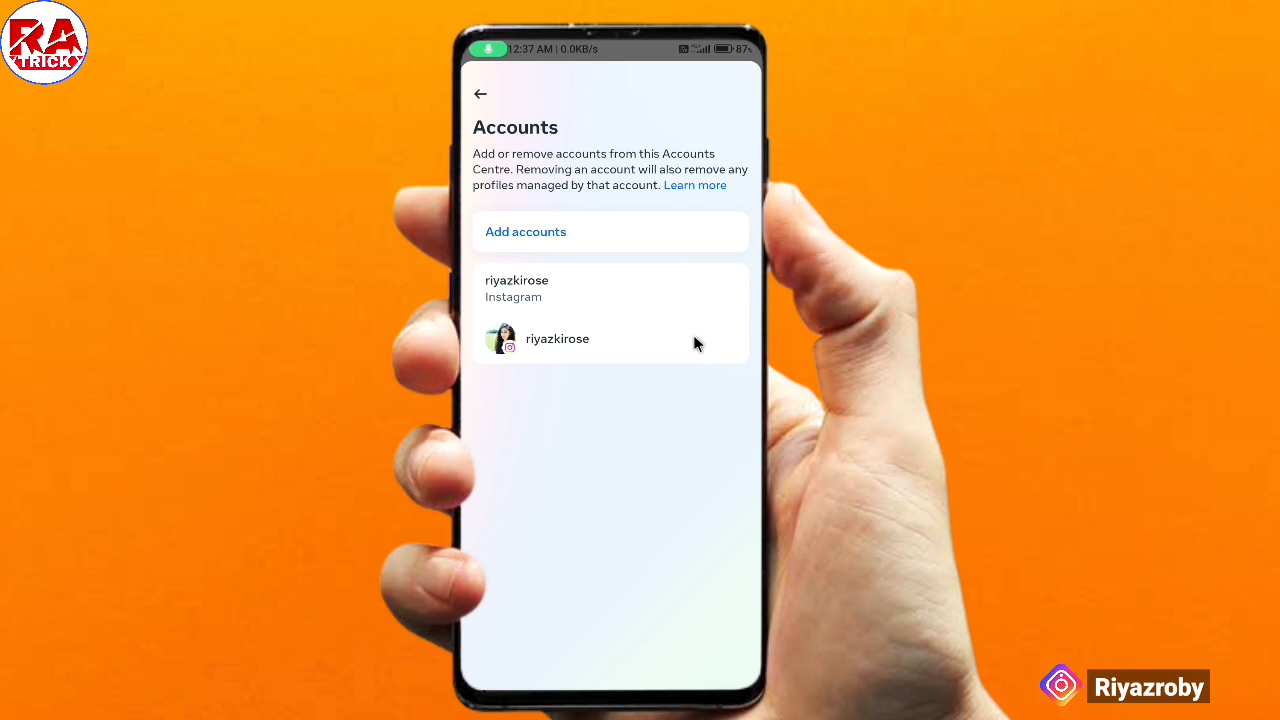 RA
TRICKY
12:37 AM | 0.0KB/s
87%
Accounts
Add or remove accounts from this Accounts
Centre. Removing an account will also remove any
profiles managed by that account. Learn more
Add accounts
riyazkirose
Instagram
riyazkirose
Riyazroby